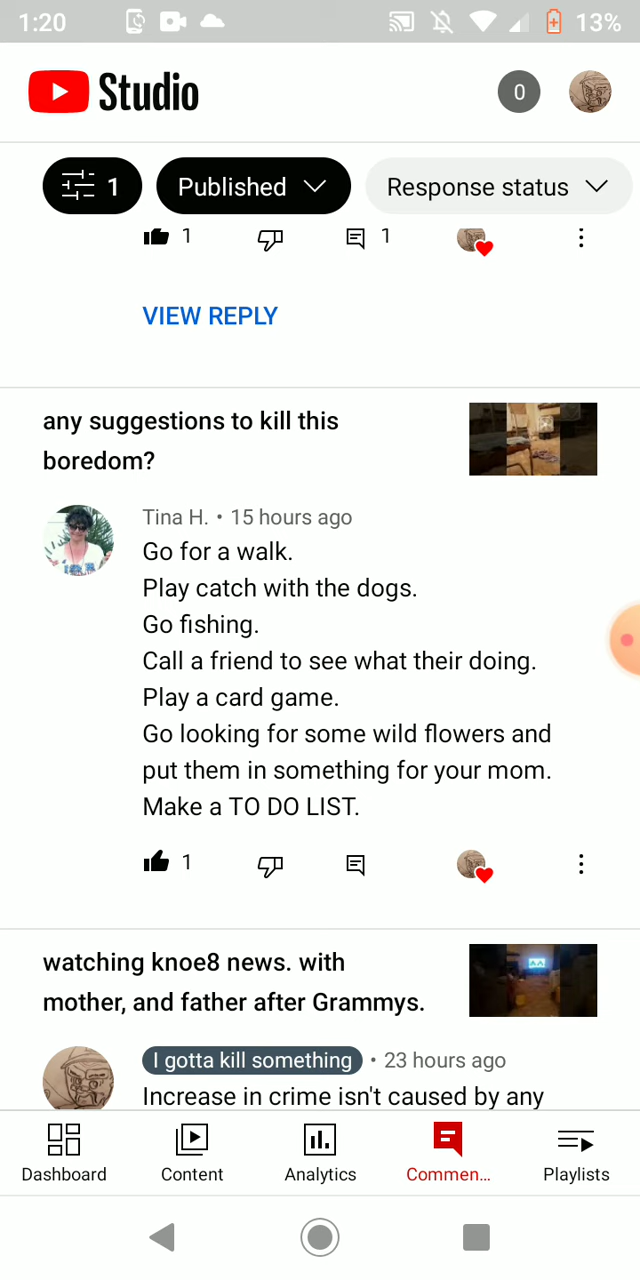 1:20
13%
Studio
0
1
Published
Response status
1
1
VIEW REPLY
any suggestions to kill this
boredom?
Tina H. • 15 hours ago
Go for a walk.
Play catch with the dogs.
Go fishing.
Call a friend to see what their doing.
Play a card game.
Go looking for some wild flowers and
put them in something for your mom.
Make a TO DO LIST.
1
watching knoe8 news. with
mother, and father after Grammys.
I gotta kill something • 23 hours ago
Increase in crime isn't caused by any
Dashboard
Content
Analytics
Commen...
Playlists